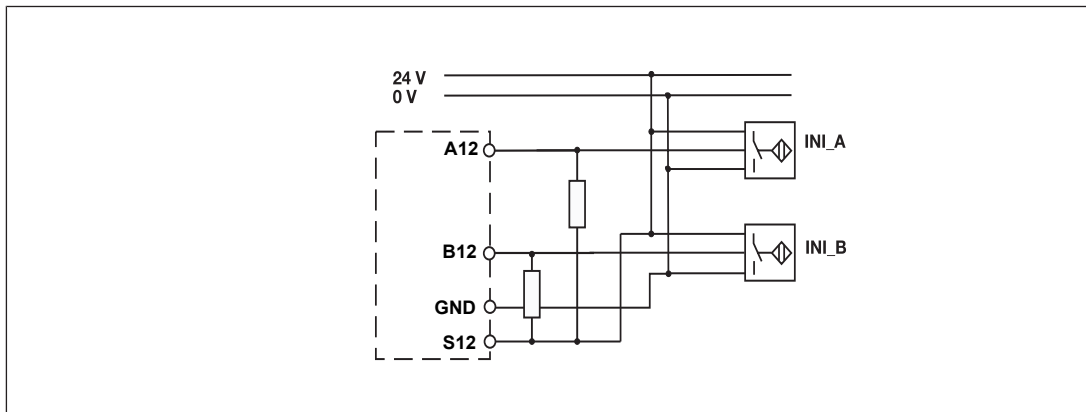 24 V
0 V
A12
INI_A
B12
INI_B
GND
S12